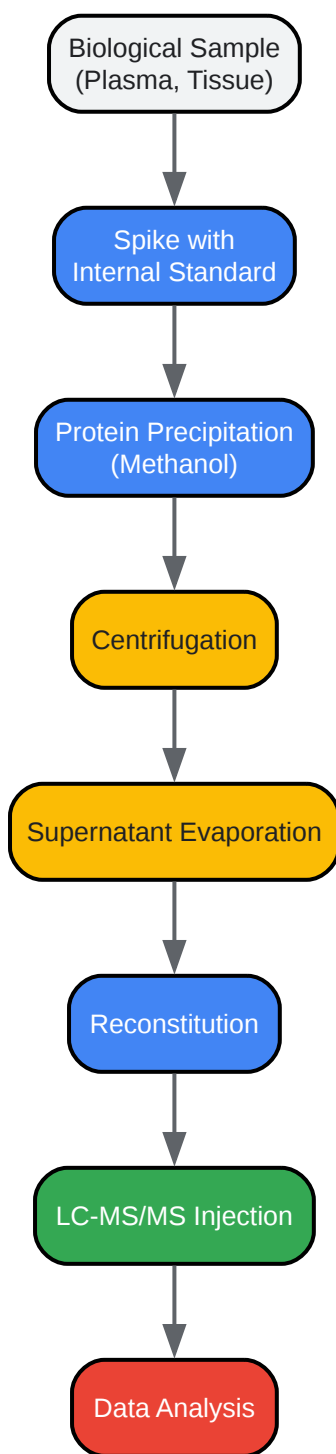 Biological Sample
(Plasma, Tissue)
Spike with
Internal Standard
Protein Precipitation
(Methanol)
Centrifugation
Supernatant Evaporation
Reconstitution
LC-MS/MS Injection
Data Analysis